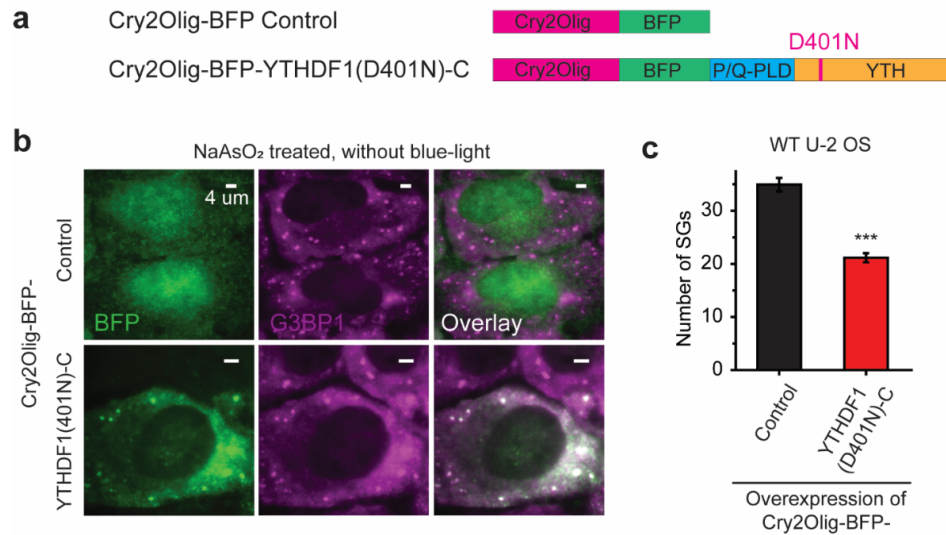 a
Cry2Olig-BFP Control
Cry2Olig
BFP
D401N
Cry2Olig-BFP-YTHDF1(D401N)-C
Cry2Olig
BFP
P/Q-PLD
YTH
b
NaAsO₂ treated, without blue-light
Cry2Olig-BFP-
Control
4 um
BFP
G3BP1
Overlay
YTHDF1(401N)-C
c
WT U-2 OS
Number of SGs
30
20
10
0
***
Control
YTHDF1
(D401N)-C
Overexpression of
Cry2Olig-BFP-